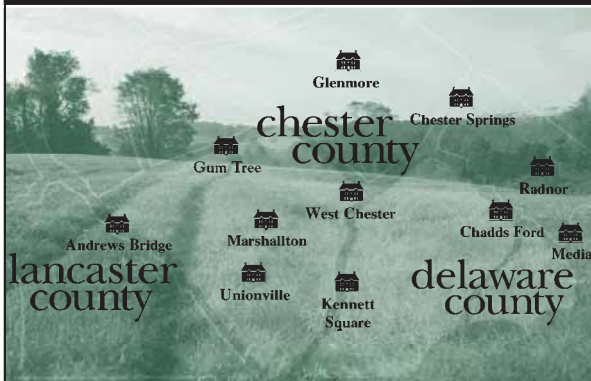 Glenmore
Chester Springs
chester
county
Gum Tree
Radnor
West Chester
Chadds Ford
Andrews Bridge
Marshallton
Media
lancaster
county
Unionville
Kennett
Square
delaware
county